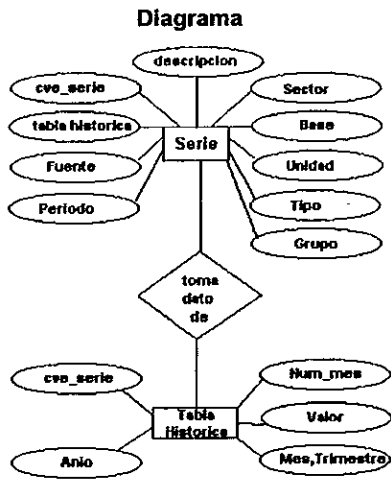 Diagrama
descripcion
cve_serie
Sector
tabla historica
Base
Serie
Fuente
Unidad
Periodo
Tipo
Grupo
toma
dato
de
cve_serie
Num_mes
Tabla
Historica
Valor
Anio
Mes,Trimestre